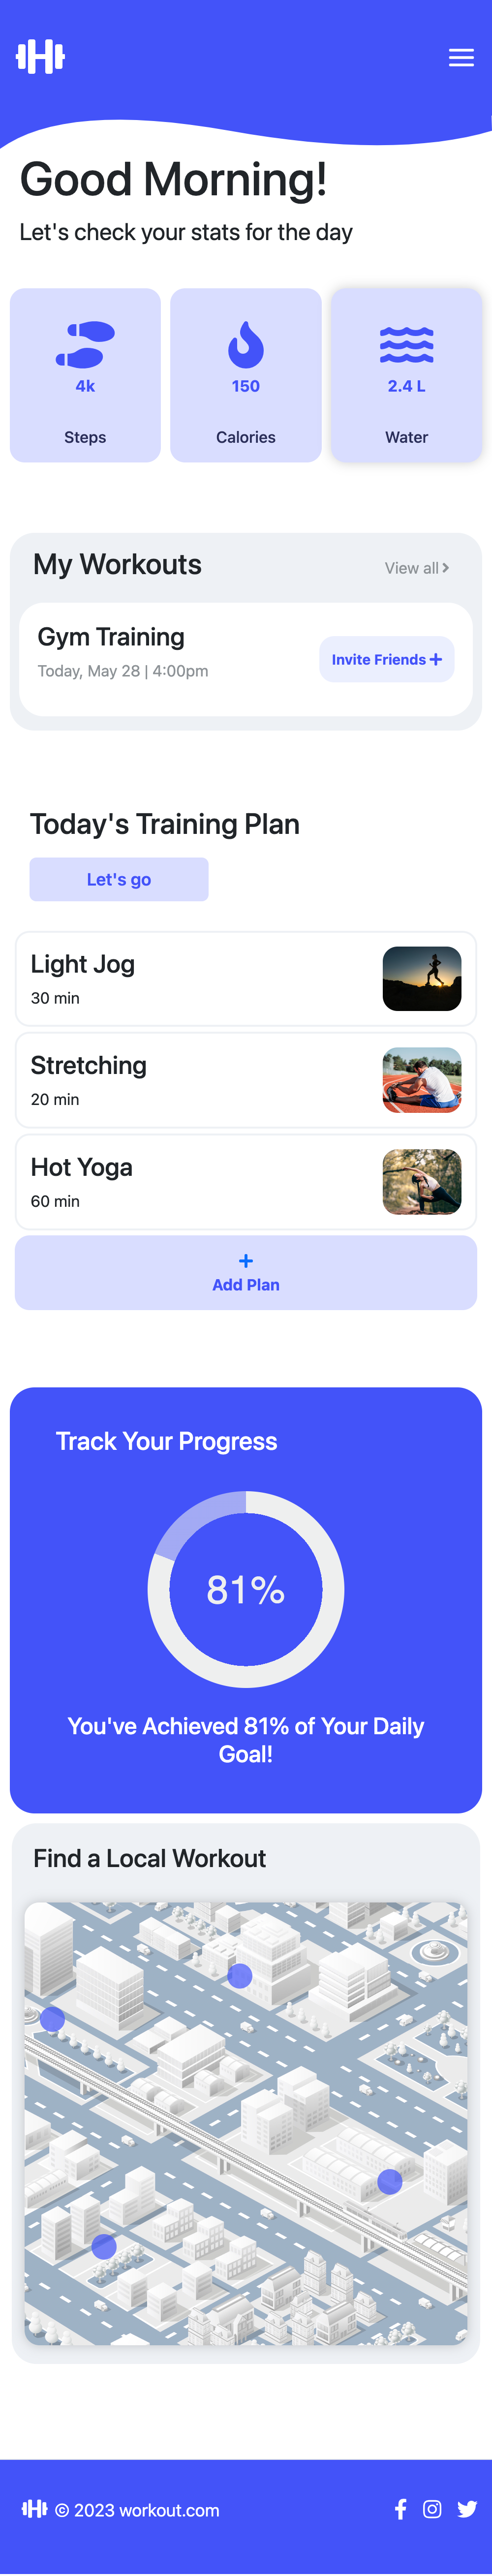 Good Morning!
Let's check your stats for the day
4k
Steps
150
Calories
2.4 L
Water
My Workouts
View all
Gym Training
Today, May 28 | 4:00pm
Invite Friends
Today's Training Plan
Let's go
Light Jog
30 min
Stretching
20 min
Hot Yoga
60 min
Add Plan
Track Your Progress
81%
You've Achieved 81% of Your Daily
Goal!
Find a Local Workout
© 2023 workout.com